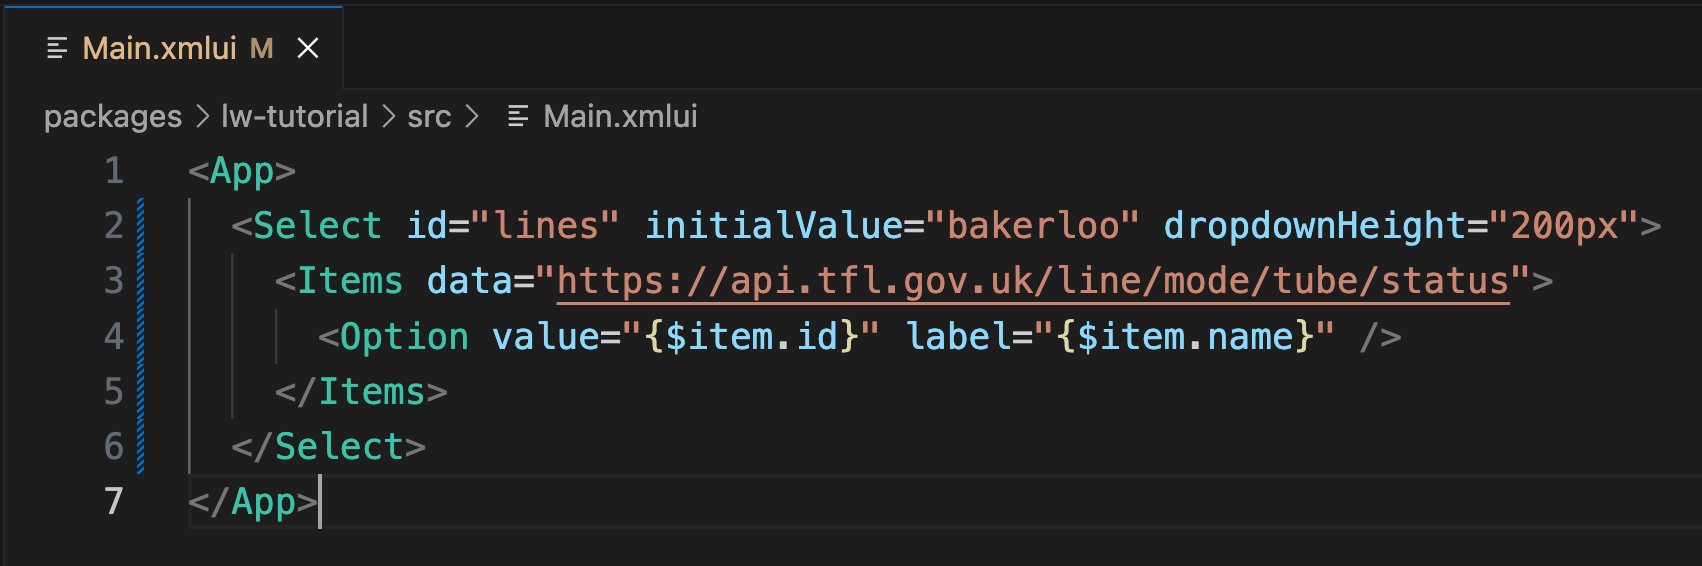 Main.xmlui M
packages > lw-tutorial > src > Main.xmlui
1 <App>
2   <Select id="lines" initialValue="bakerloo" dropdownHeight="200px">
3     <Items data="https://api.tfl.gov.uk/line/mode/tube/status">
4       <Option value="{$item.id}" label="{$item.name}" />
5     </Items>
6   </Select>
7 </App>